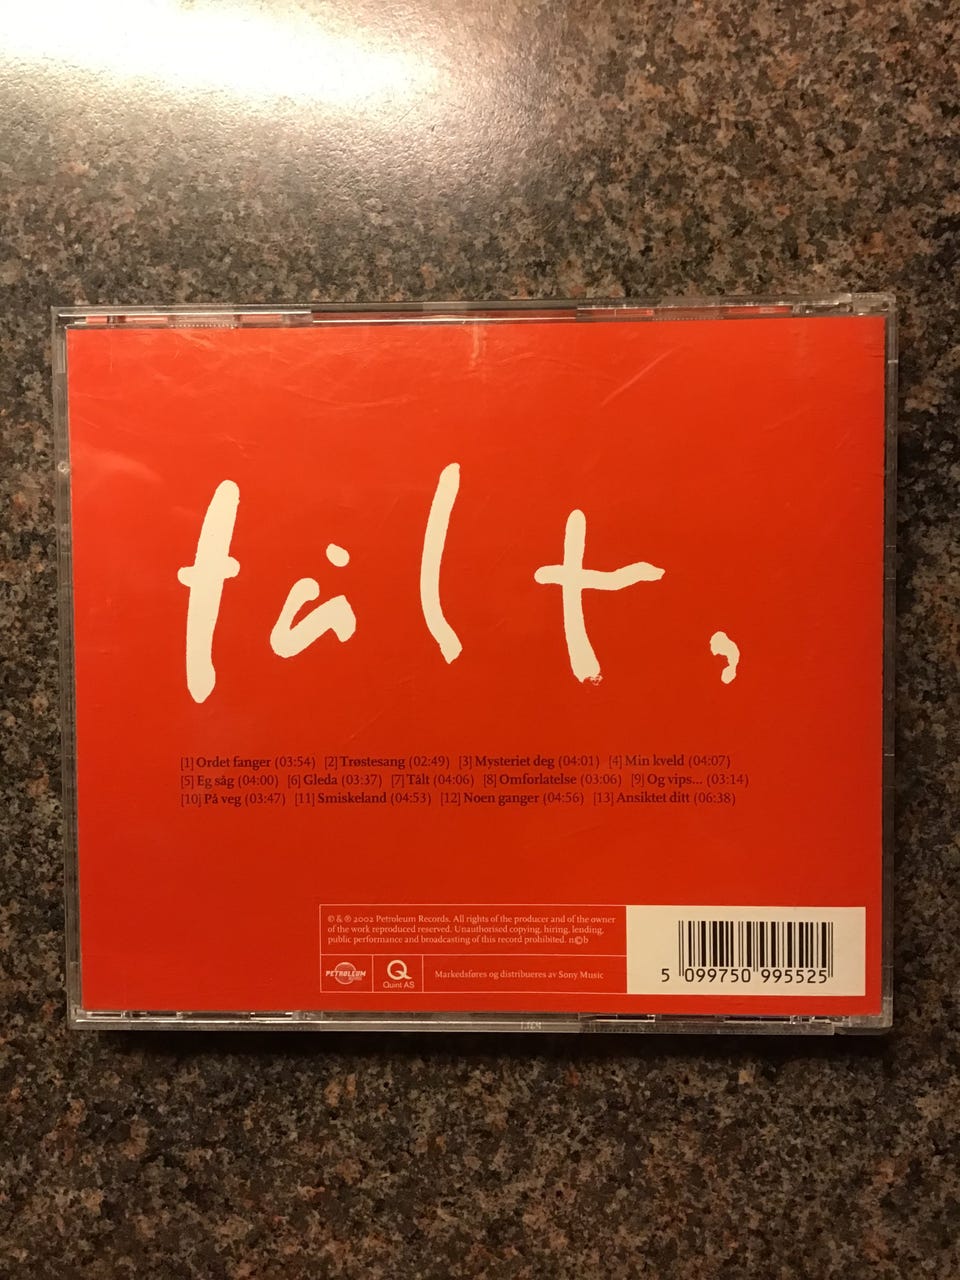 tålt,
[1] Ordet fanger (03:54) [2] Trøstesang (02:49) [3] Mysteriet deg (04:01) [4] Min kveld (04:07)
[5] Eg såg (04:00) [6] Gleda (03:37) [7] Tålt (04:06) [8] Omforlatelse (03:06) [9] Og vips... (03:14)
[10] På veg (03:47) [11] Smiskeland (04:53) [12] Noen ganger (04:56) [13] Ansiktet ditt (06:38)
© & ℗ 2002 Petroleum Records. All rights of the producer and of the owner
of the work reproduced reserved. Unauthorised copying, hiring, lending,
public performance and broadcasting of this record prohibited. n©b
PETROLEUM
Q
Quint AS
Markedsføres og distribueres av Sony Music
5 099750 995525